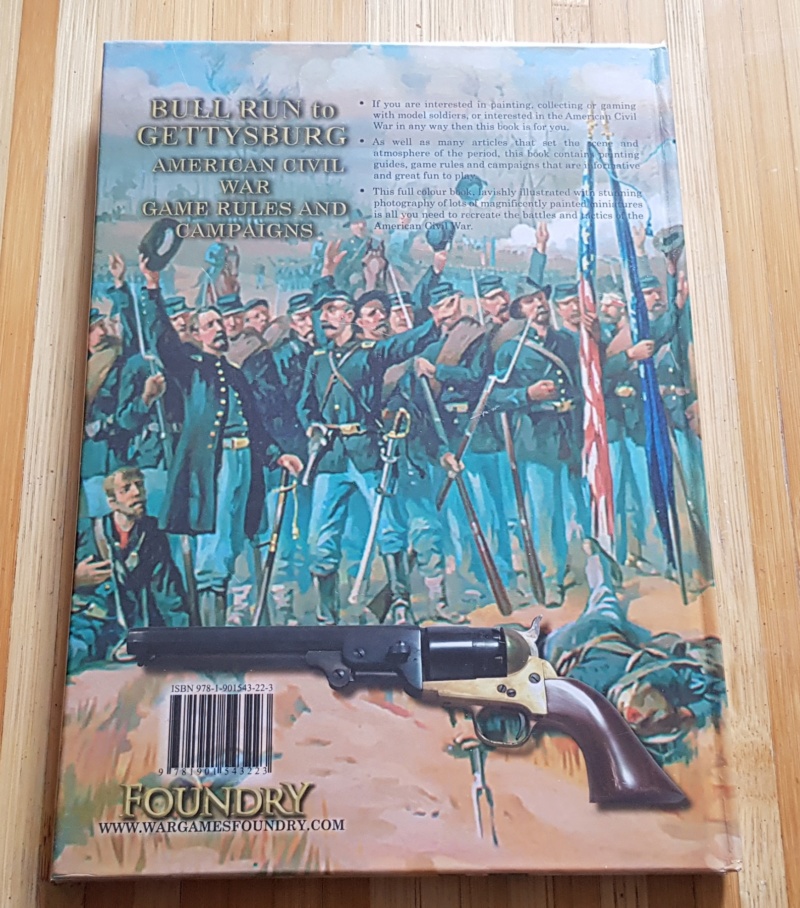 BULL RUN to
GETTYSBURG
AMERICAN CIVIL
WAR
GAME RULES AND
CAMPAIGNS
• If you are interested in painting, collecting or gaming
with model soldiers, or interested in the American Civil
War in any way then this book is for you.
• As well as many articles that set the scene and
atmosphere of the period, this book contains painting
guides, game rules and campaigns that are informative
and great fun to play.
• This full colour book, lavishly illustrated with stunning
photography of lots of magnificently painted miniatures
is all you need to recreate the battles and tactics of the
American Civil War.
ISBN 978-1-901543-22-3
9 781901 543223
FOUNDRY
WWW.WARGAMESFOUNDRY.COM